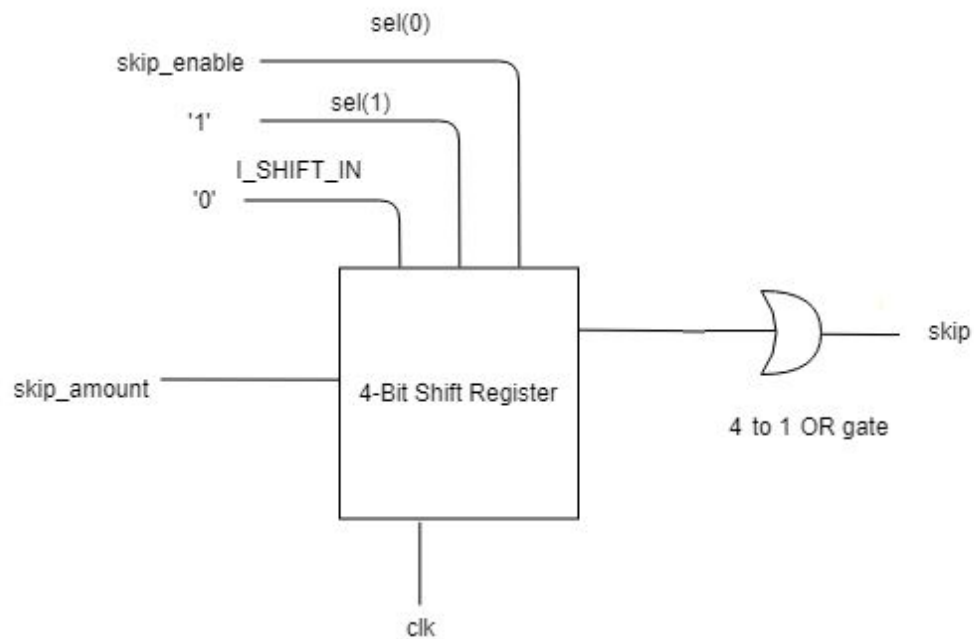 sel(0)
skip_enable
sel(1)
'1'
I_SHIFT_IN
'0'
skip
skip_amount
4-Bit Shift Register
4 to 1 OR gate
clk